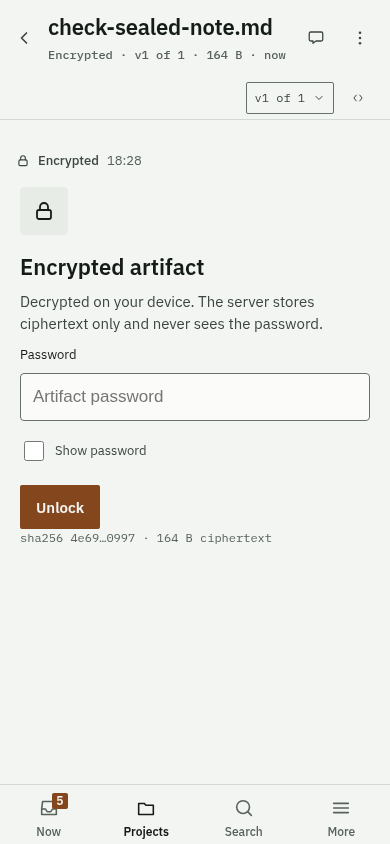 check-sealed-note.md
Encrypted · v1 of 1 · 164 B · now
v1 of 1
Encrypted 18:28
Encrypted artifact
Decrypted on your device. The server stores
ciphertext only and never sees the password.
Password
Artifact password
Show password
Unlock
sha256 4e69…0997 · 164 B ciphertext
5
Now Projects Search More